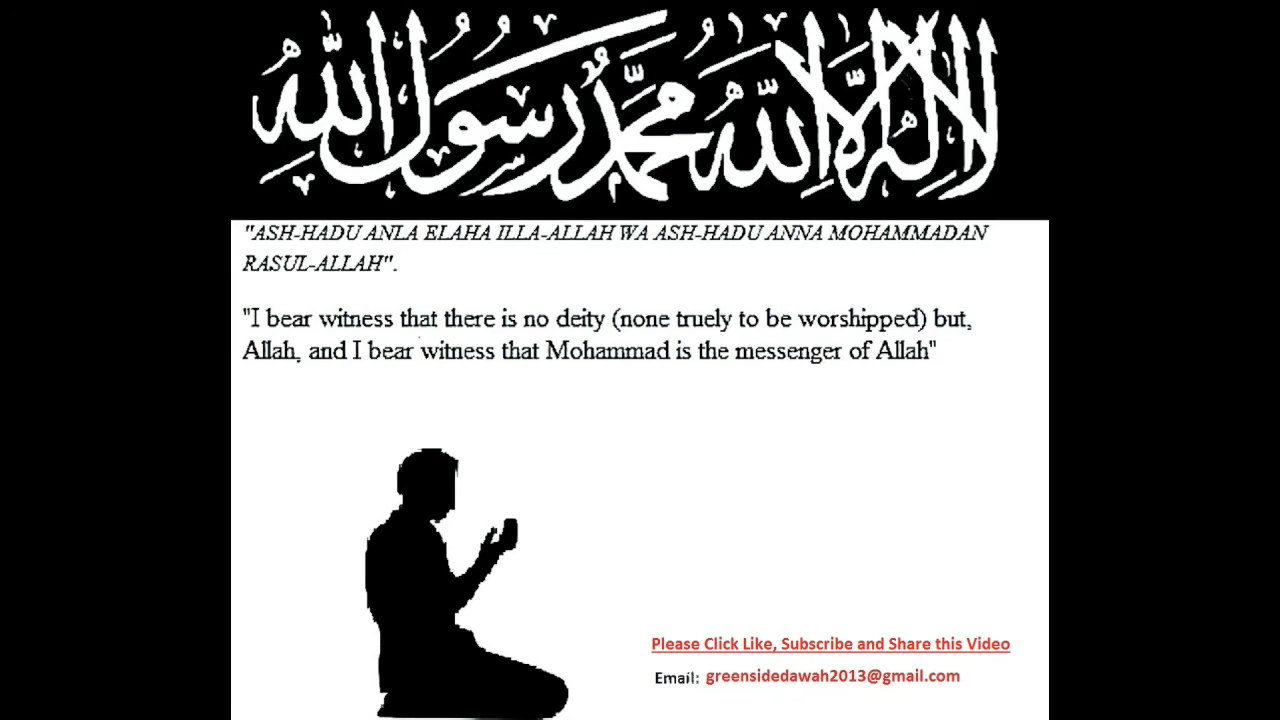 لا إله إلا الله محمد رسول الله
"ASH-HADU ANLA ELAHA ILLA-ALLAH WA ASH-HADU ANNA MOHAMMADAN
RASUL-ALLAH".
"I bear witness that there is no deity (none truely to be worshipped) but,
Allah, and I bear witness that Mohammad is the messenger of Allah"
Please Click Like, Subscribe and Share this Video
Email: greensidedawah2013@gmail.com